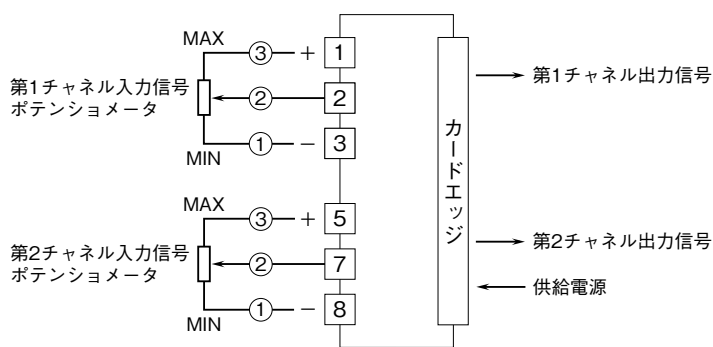 MAX
③ + 1
第1チャネル入力信号
ポテンショメータ
② 2
① − 3
MIN
MAX
③ + 5
第2チャネル入力信号
ポテンショメータ
② 7
① − 8
MIN
カードエッジ
第1チャネル出力信号
第2チャネル出力信号
供給電源